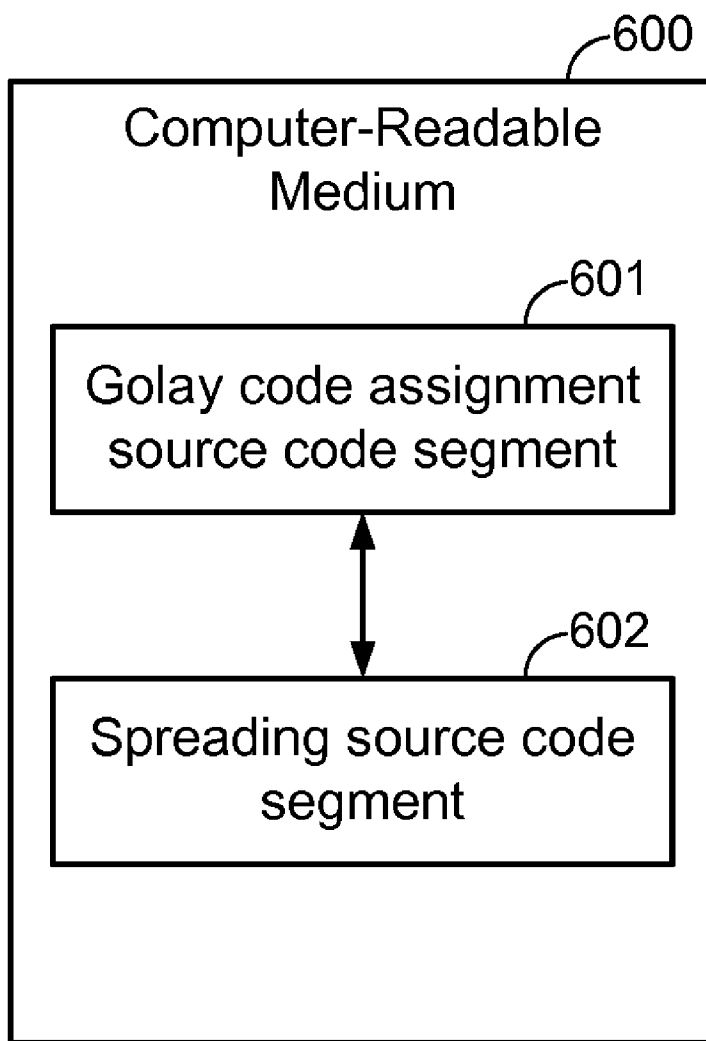 600
Computer-Readable
Medium
601
Golay code assignment
source code segment
602
Spreading source code
segment